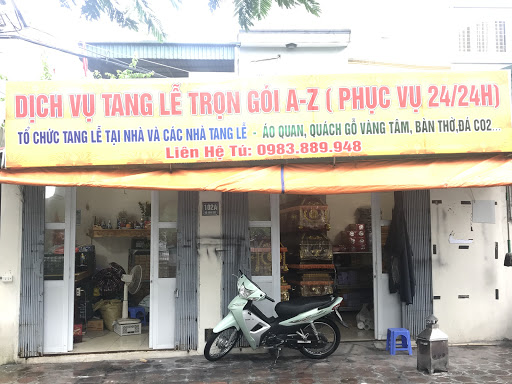 DỊCH VỤ TANG LỄ TRỌN GÓI A-Z ( PHỤC VỤ 24/24H)
TỔ CHỨC TANG LỄ TẠI NHÀ VÀ CÁC NHÀ TANG LỄ - ÁO QUAN, QUÁCH GỖ VÀNG TÂM, BÀN THỜ,ĐÁ CO2...
Liên Hệ Tú: 0983.889.948
102A